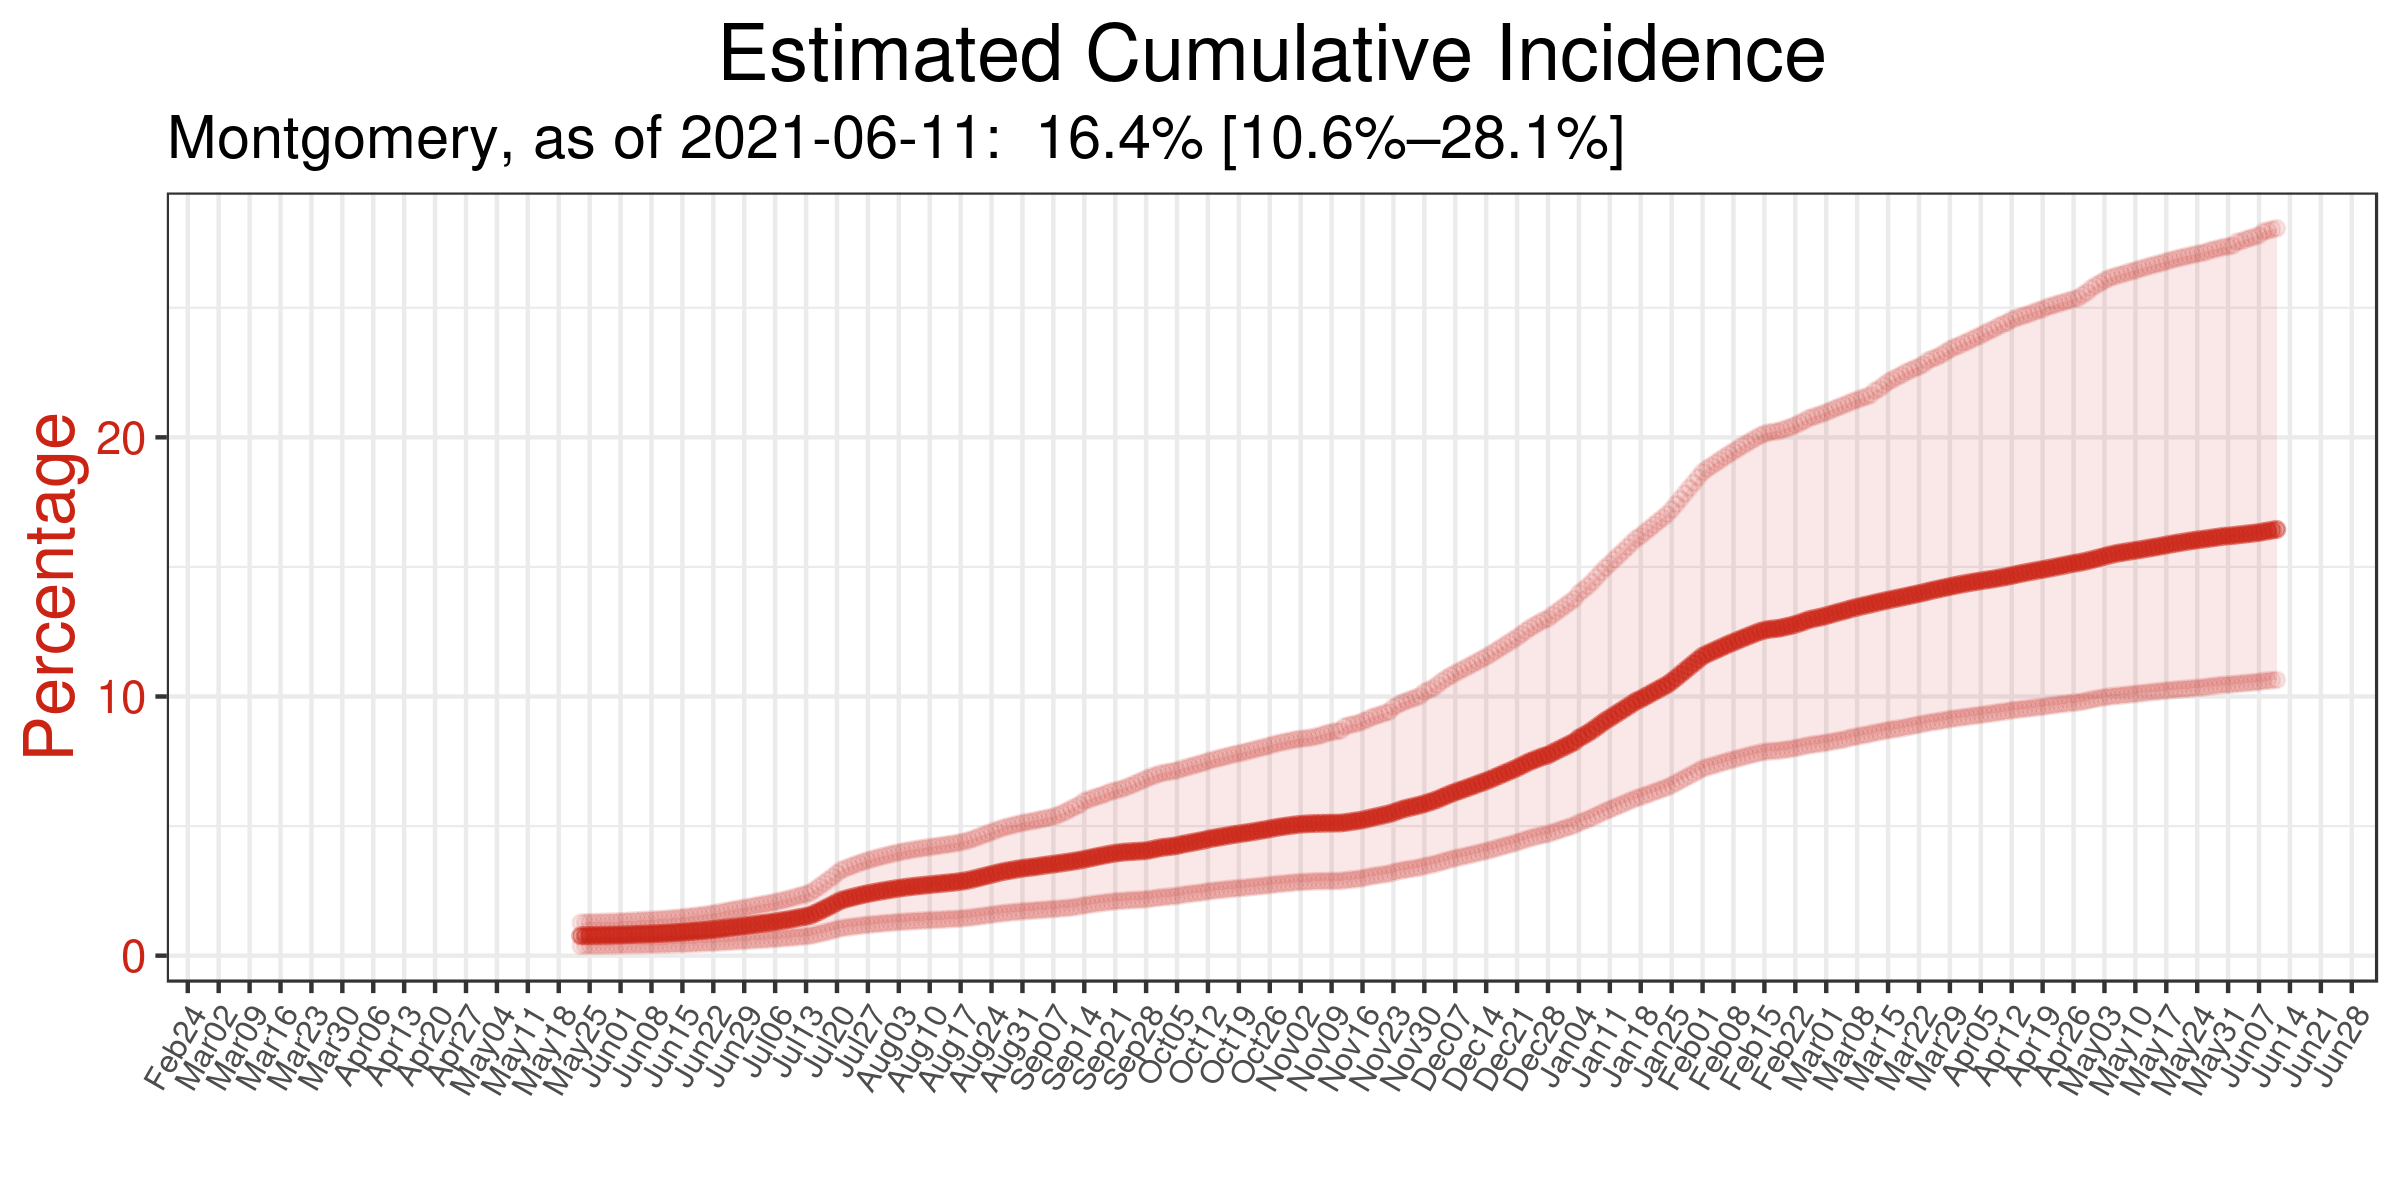 Estimated Cumulative Incidence
Montgomery, as of 2021-06-11:  16.4% [10.6%–28.1%]
Percentage
20
10
0
Feb24
Mar02
Mar09
Mar16
Mar23
Mar30
Apr06
Apr13
Apr20
Apr27
May04
May11
May18
May25
Jun01
Jun08
Jun15
Jun22
Jun29
Jul06
Jul13
Jul20
Jul27
Aug03
Aug10
Aug17
Aug24
Aug31
Sep07
Sep14
Sep21
Sep28
Oct05
Oct12
Oct19
Oct26
Nov02
Nov09
Nov16
Nov23
Nov30
Dec07
Dec14
Dec21
Dec28
Jan04
Jan11
Jan18
Jan25
Feb01
Feb08
Feb15
Feb22
Mar01
Mar08
Mar15
Mar22
Mar29
Apr05
Apr12
Apr19
Apr26
May03
May10
May17
May24
May31
Jun07
Jun14
Jun21
Jun28